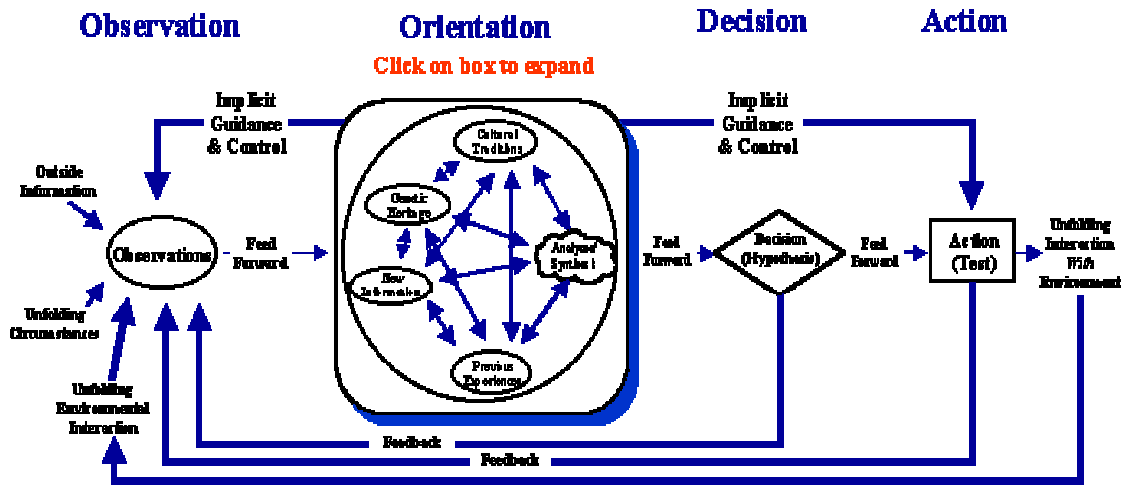 Observation
Orientation
Decision
Action
Click on box to expand
Implicit
Guidance
& Control
Implicit
Guidance
& Control
Cultural
Traditions
Genetic
Heritage
New
Information
Analyses/
Synthesis
Previous
Experiences
Outside
Information
Observations
Feed
Forward
Unfolding
Circumstances
Unfolding
Environmental
Interaction
Feed
Forward
Decision
(Hypothesis)
Feed
Forward
Action
(Test)
Unfolding
Interaction
With
Environment
Feedback
Feedback